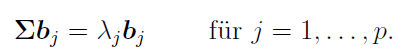 Σb_j = λ_j b_j für j = 1, . . . , p.